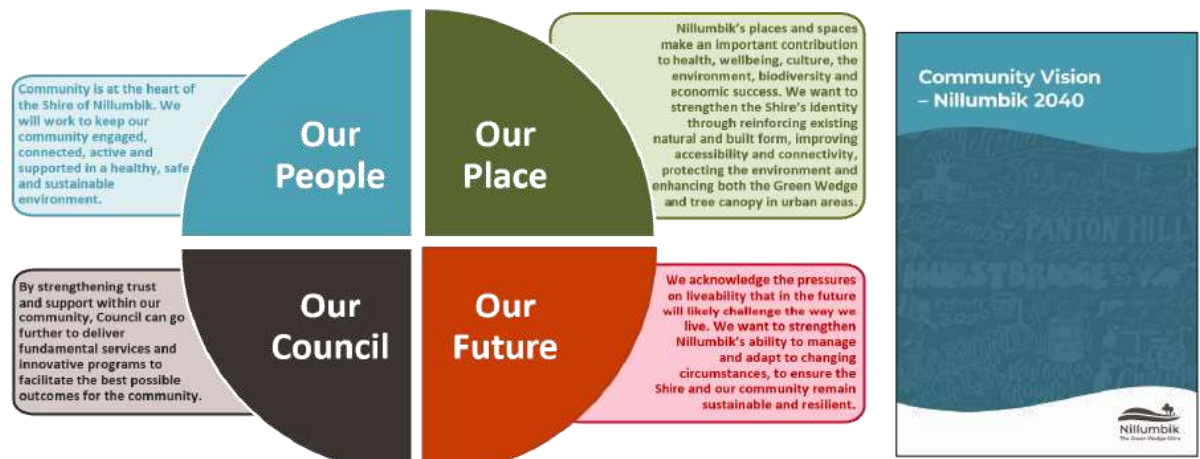 Community is at the heart of
the Shire of Nillumbik. We
will work to keep our
community engaged,
connected, active and
supported in a healthy, safe
and sustainable
environment.
Our
People
Our
Place
Nillumbik's places and spaces
make an important contribution
to health, wellbeing, culture, the
environment, biodiversity and
economic success. We want to
strengthen the Shire's identity
through reinforcing existing
natural and built form, improving
accessibility and connectivity,
protecting the environment and
enhancing both the Green Wedge
and tree canopy in urban areas.
By strengthening trust
and support within our
community, Council can go
further to deliver
fundamental services and
innovative programs to
facilitate the best possible
outcomes for the community.
Our
Council
Our
Future
We acknowledge the pressures
on liveability that in the future
will likely challenge the way we
live. We want to strengthen
Nillumbik's ability to manage
and adapt to changing
circumstances, to ensure the
Shire and our community remain
sustainable and resilient.
Community Vision
– Nillumbik 2040
PANTON HILL
Nillumbik
The Green Wedge Shire